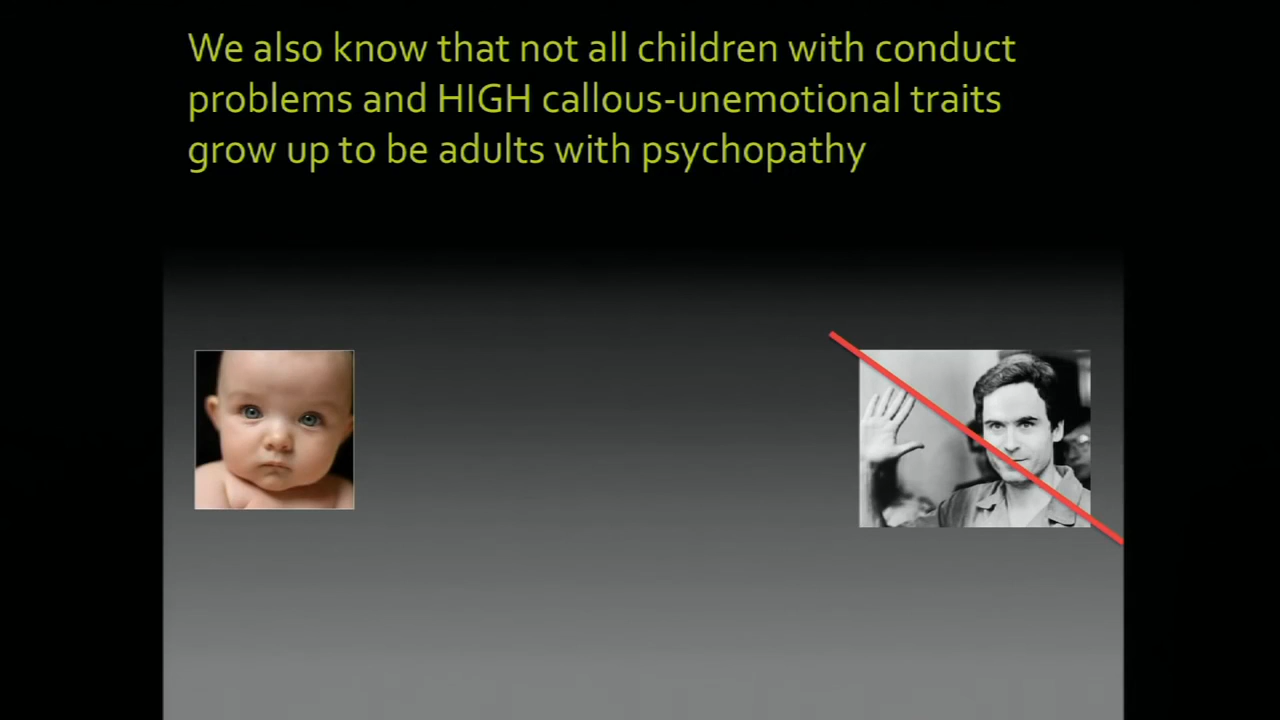 We also know that not all children with conduct
problems and HIGH callous-unemotional traits
grow up to be adults with psychopathy